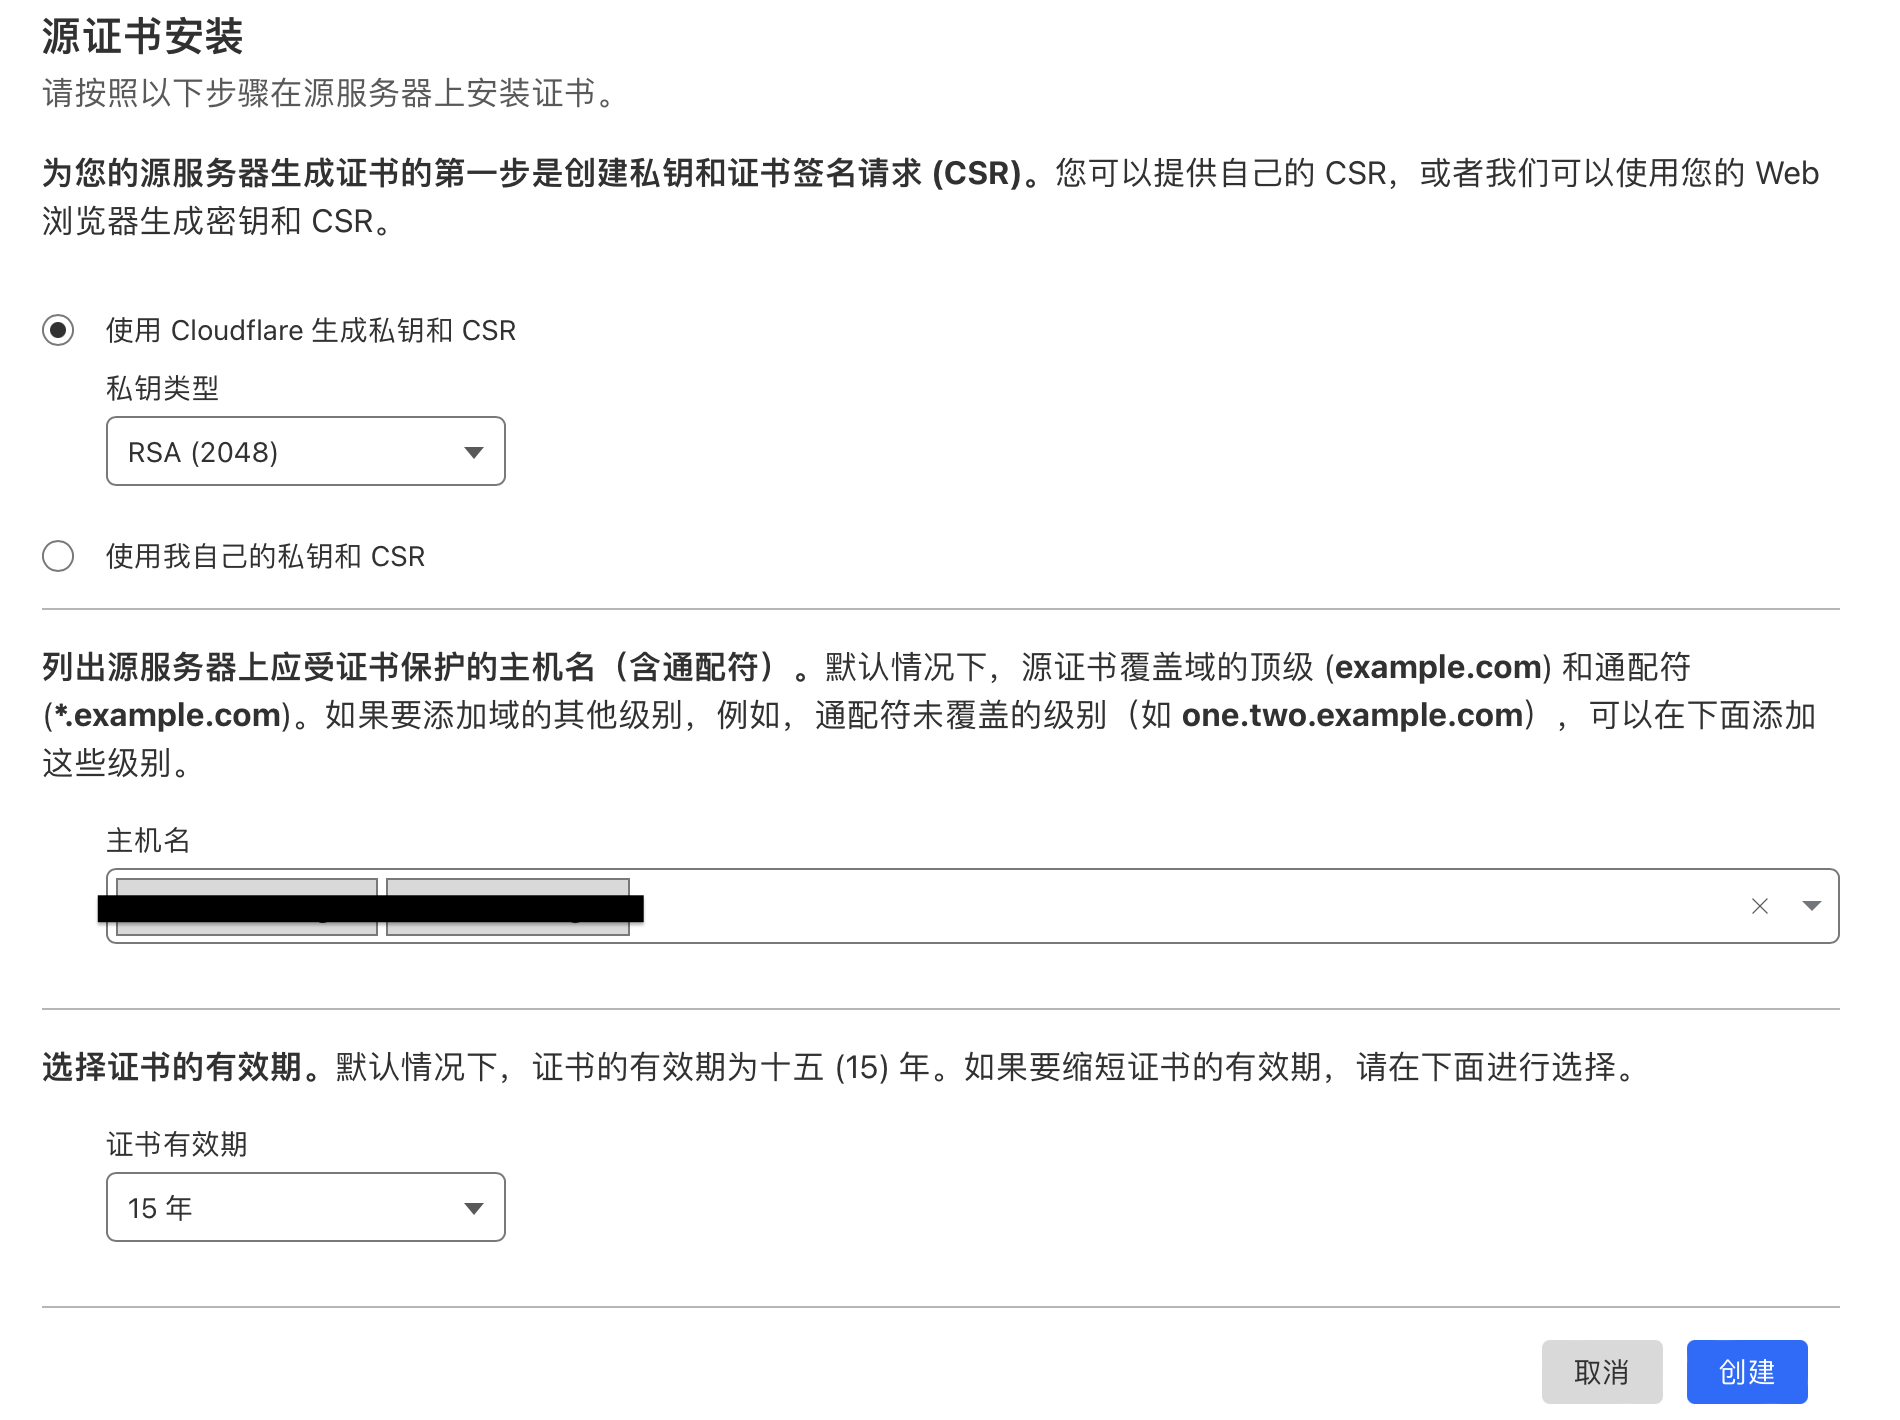 源证书安装
请按照以下步骤在源服务器上安装证书。
为您的源服务器生成证书的第一步是创建私钥和证书签名请求 (CSR)。您可以提供自己的 CSR，或者我们可以使用您的 Web
浏览器生成密钥和 CSR。
使用 Cloudflare 生成私钥和 CSR
私钥类型
RSA (2048)
使用我自己的私钥和 CSR
列出源服务器上应受证书保护的主机名（含通配符）。默认情况下，源证书覆盖域的顶级 (example.com) 和通配符
(*.example.com)。如果要添加域的其他级别，例如，通配符未覆盖的级别（如 one.two.example.com），可以在下面添加
这些级别。
主机名
选择证书的有效期。默认情况下，证书的有效期为十五 (15) 年。如果要缩短证书的有效期，请在下面进行选择。
证书有效期
15 年
取消
创建